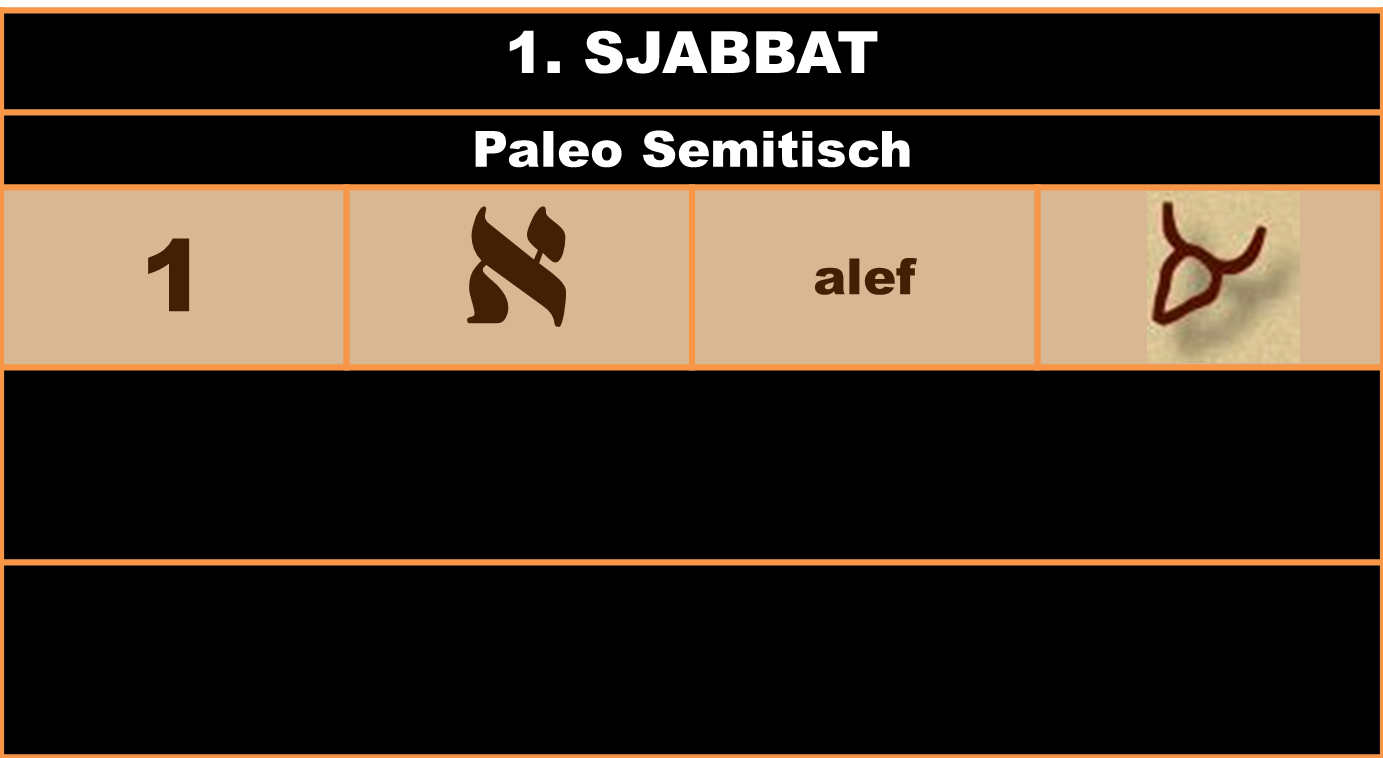 1. SJABBAT
Paleo Semitisch
1 א alef